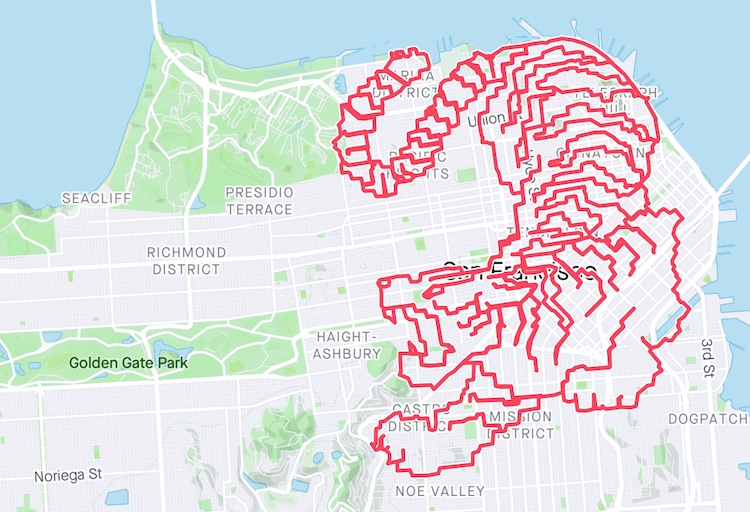 MARINA
DISTRICT
TELEGRAPH
HILL
Union
PACIFIC
HEIGHTS
SEACLIFF
PRESIDIO
TERRACE
RICHMOND
DISTRICT
San Francisco
HAIGHT-
ASHBURY
Golden Gate Park
3rd St
CASTRO
DISTRICT
MISSION
DISTRICT
DOGPATCH
Noriega St
NOE VALLEY